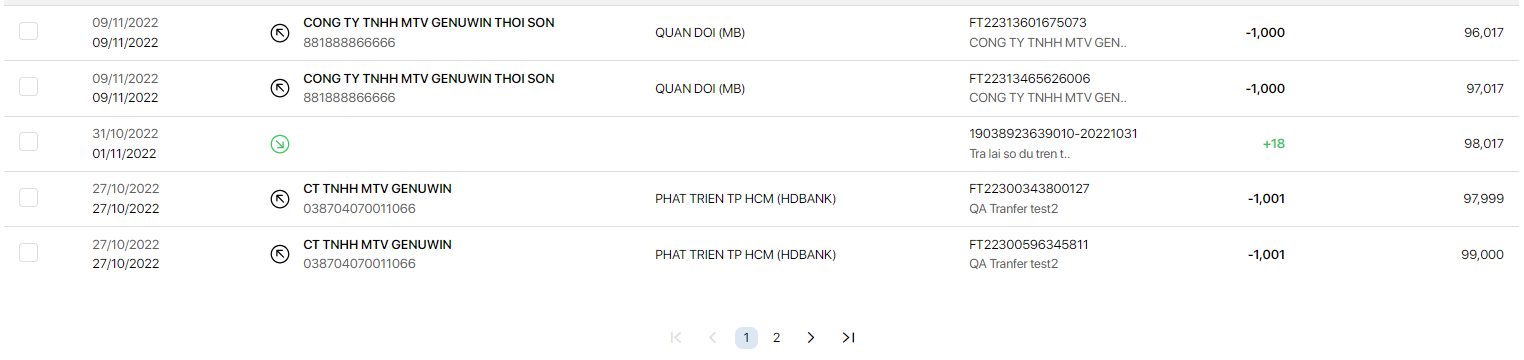 09/11/2022
09/11/2022
CONG TY TNHH MTV GENUWIN THOI SON
881888866666
QUAN DOI (MB)
FT22313601675073
CONG TY TNHH MTV GEN..
-1,000
96,017
09/11/2022
09/11/2022
CONG TY TNHH MTV GENUWIN THOI SON
881888866666
QUAN DOI (MB)
FT22313465626006
CONG TY TNHH MTV GEN..
-1,000
97,017
31/10/2022
01/11/2022
19038923639010-20221031
Tra lai so du tren t..
+18
98,017
27/10/2022
27/10/2022
CT TNHH MTV GENUWIN
038704070011066
PHAT TRIEN TP HCM (HDBANK)
FT22300343800127
QA Tranfer test2
-1,001
97,999
27/10/2022
27/10/2022
CT TNHH MTV GENUWIN
038704070011066
PHAT TRIEN TP HCM (HDBANK)
FT22300596345811
QA Tranfer test2
-1,001
99,000
1 2